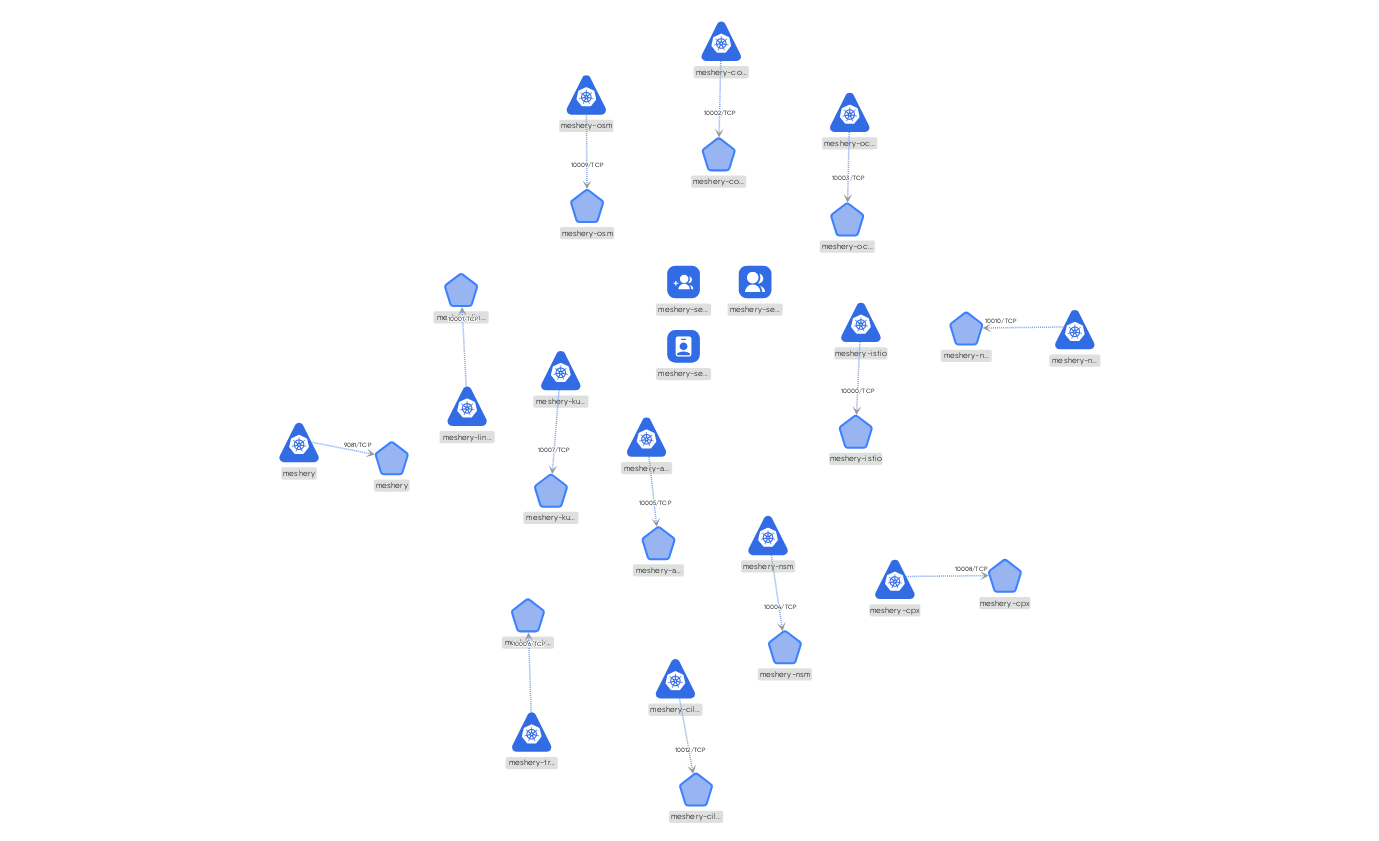 meshery-co...
10002/TCP
meshery-co...
meshery-osm
10009/TCP
meshery-osm
meshery-oc...
10003/TCP
meshery-oc...
meshery-se...
meshery-se...
meshery-se...
10001/TCP
meshery-lin...
meshery-istio
10000/TCP
meshery-istio
10010/TCP
meshery-n...
meshery-n...
meshery-ku...
10007/TCP
meshery-ku...
9081/TCP
meshery
meshery
meshery-a...
10005/TCP
meshery-a...
meshery-nsm
10004/TCP
meshery-nsm
10008/TCP
meshery-cpx
meshery-cpx
10006/TCP
meshery-tr...
meshery-cil...
10012/TCP
meshery-cil...